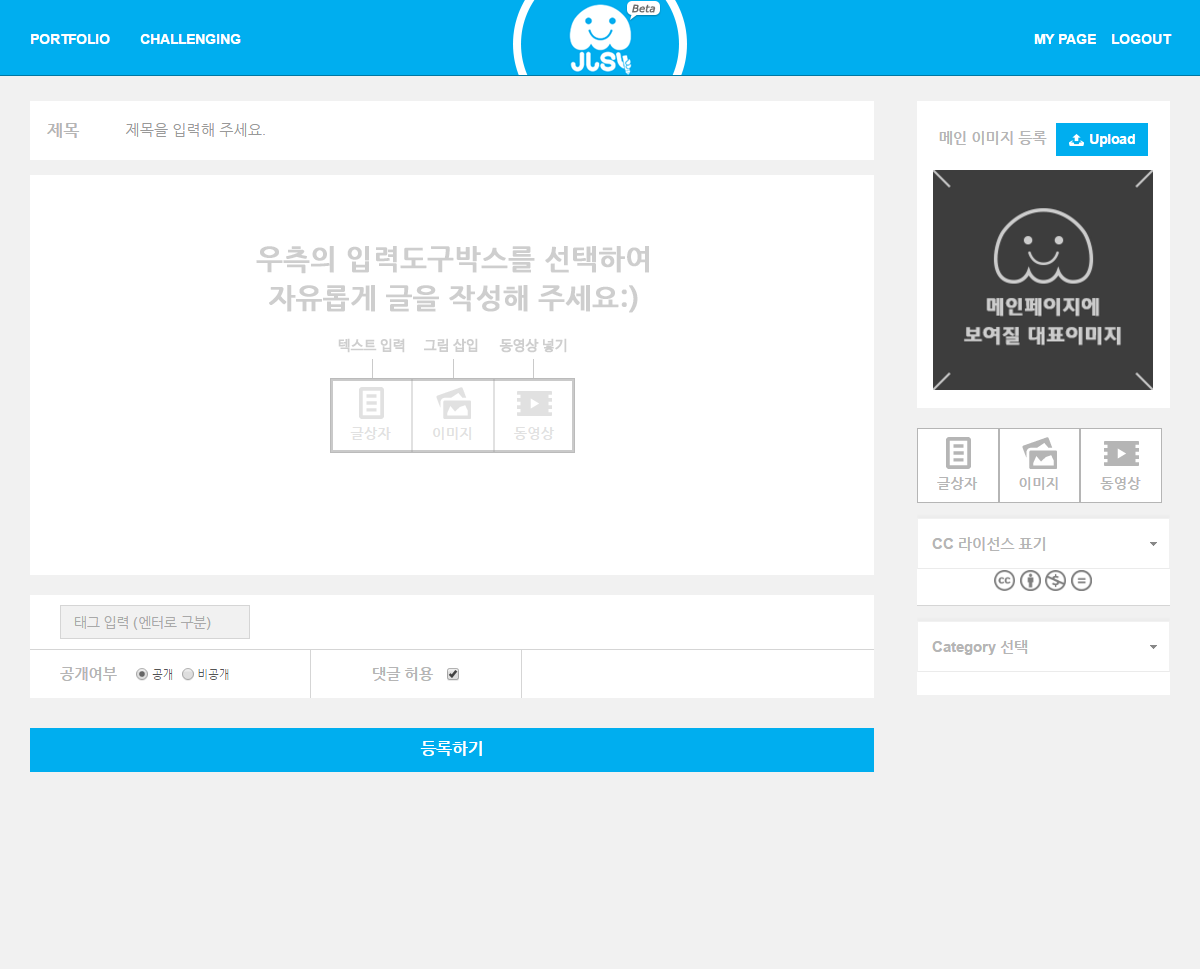 PORTFOLIO CHALLENGING
Beta
JLSV
MY PAGE LOGOUT
제목 제목을 입력해 주세요.
우측의 입력도구박스를 선택하여
자유롭게 글을 작성해 주세요:)
텍스트 입력 그림 삽입 동영상 넣기
글상자 이미지 동영상
태그 입력 (엔터로 구분)
공개여부 공개 비공개 댓글 허용
등록하기
메인 이미지 등록 Upload
메인페이지에
보여질 대표이미지
글상자 이미지 동영상
CC 라이선스 표기
cc
Category 선택